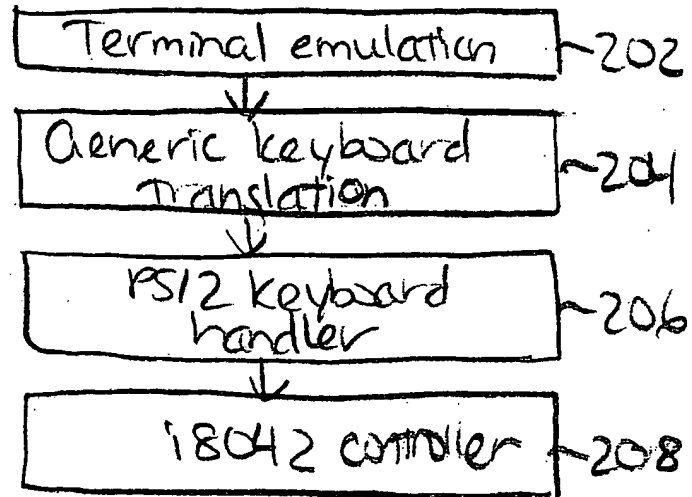 Terminal emulation 202
Generic keyboard
Translation 204
PS/2 keyboard
handler 206
i8042 controller 208